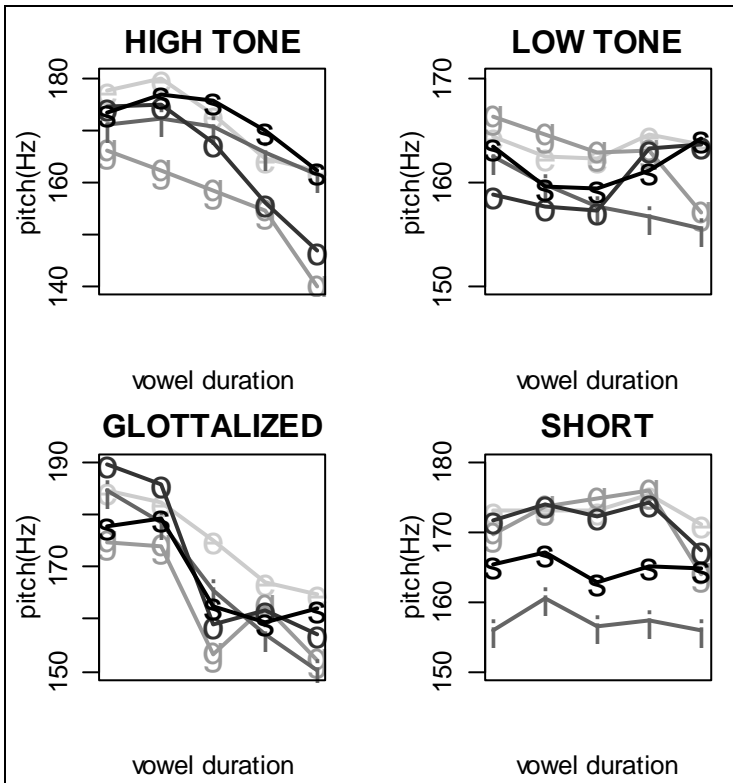 HIGH TONE
pitch(Hz)
180
160
140
vowel duration
LOW TONE
pitch(Hz)
170
160
150
vowel duration
GLOTTALIZED
pitch(Hz)
190
170
150
vowel duration
SHORT
pitch(Hz)
180
170
160
150
vowel duration